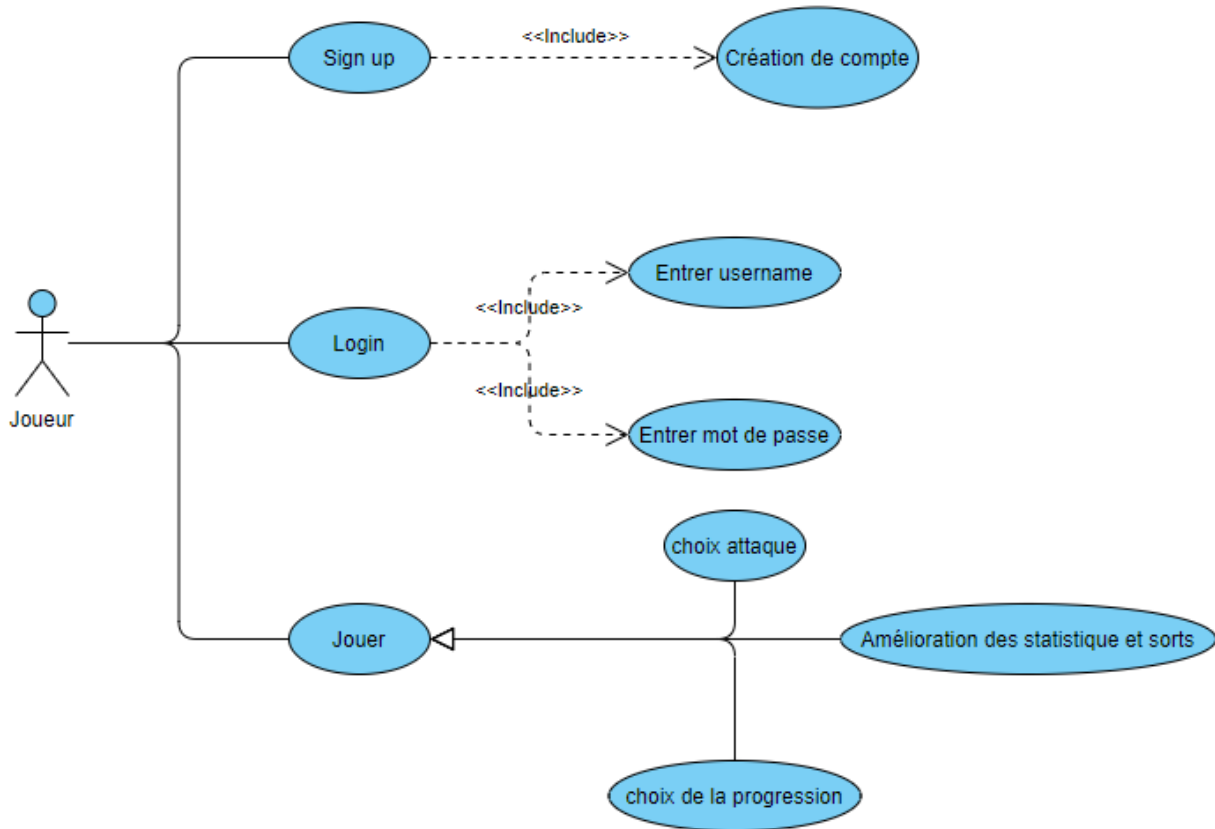 <<Include>>
Sign up
Création de compte
Entrer username
<<Include>>
Login
<<Include>>
Joueur
Entrer mot de passe
choix attaque
Jouer
Amélioration des statistique et sorts
choix de la progression